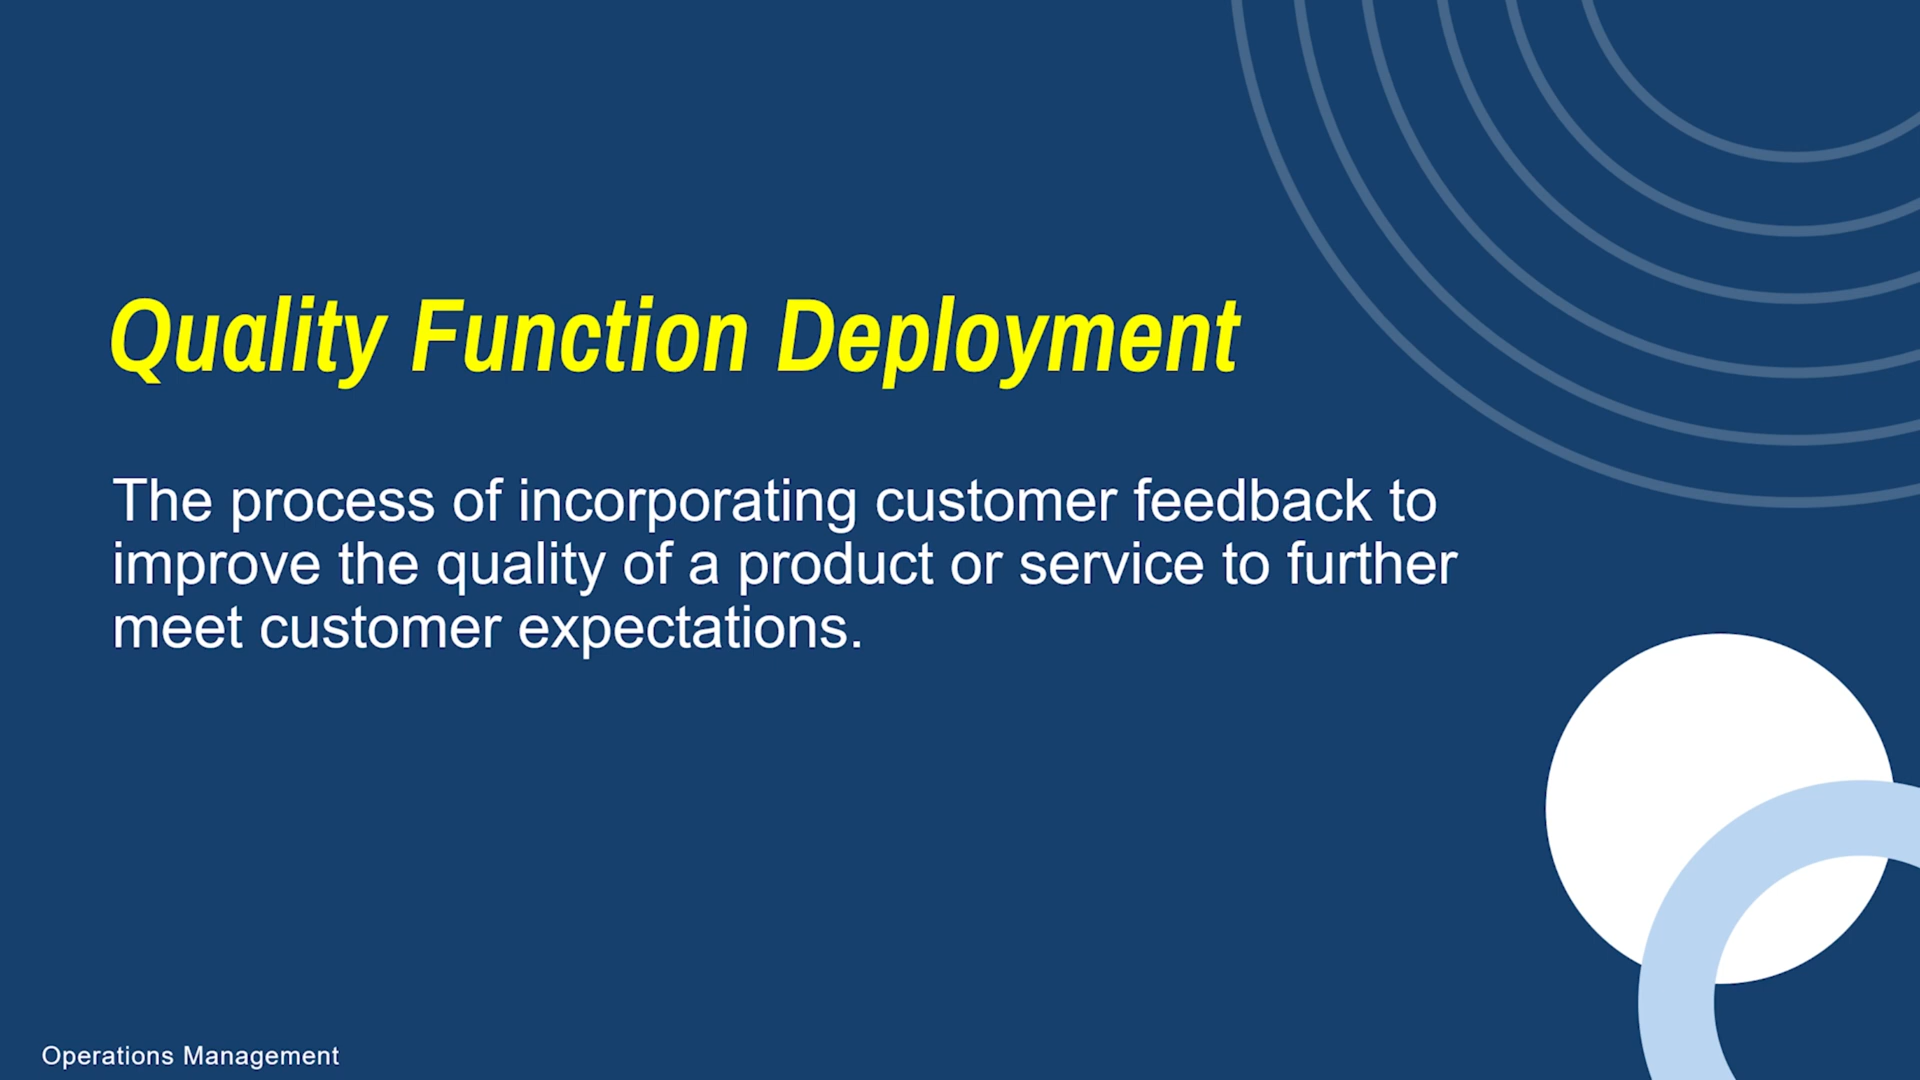 Quality Function Deployment
The process of incorporating customer feedback to
improve the quality of a product or service to further
meet customer expectations.
Operations Management